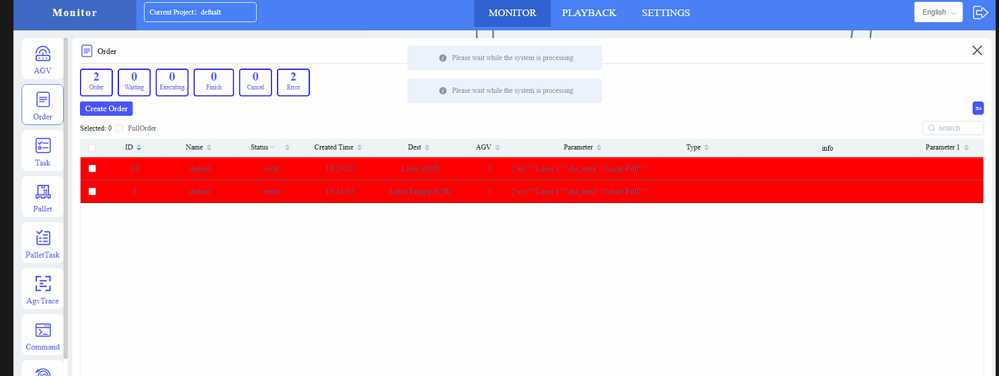 Monitor
Current Project: defualt
MONITOR
PLAYBACK
SETTINGS
English
AGV
Order
Task
Pallet
PalletTask
AgvTrace
Command
Order
Please wait while the system is processing
Please wait while the system is processing
2 Order
0 Waiting
0 Executing
0 Finish
0 Cancel
2 Error
Create Order
Selected: 0 FullOrder
search
ID Name Status Created Time Dest AGV Parameter Type info Parameter 1
10 demo1 error 10:24:25 Laser 2(50) 1 {"src":"Laser 2","dst_area":"Laser Full","...
8 demo1 error 10:24:24 Laser Empty 6(58) 2 {"src":"Laser 1","dst_area":"Laser Full","...